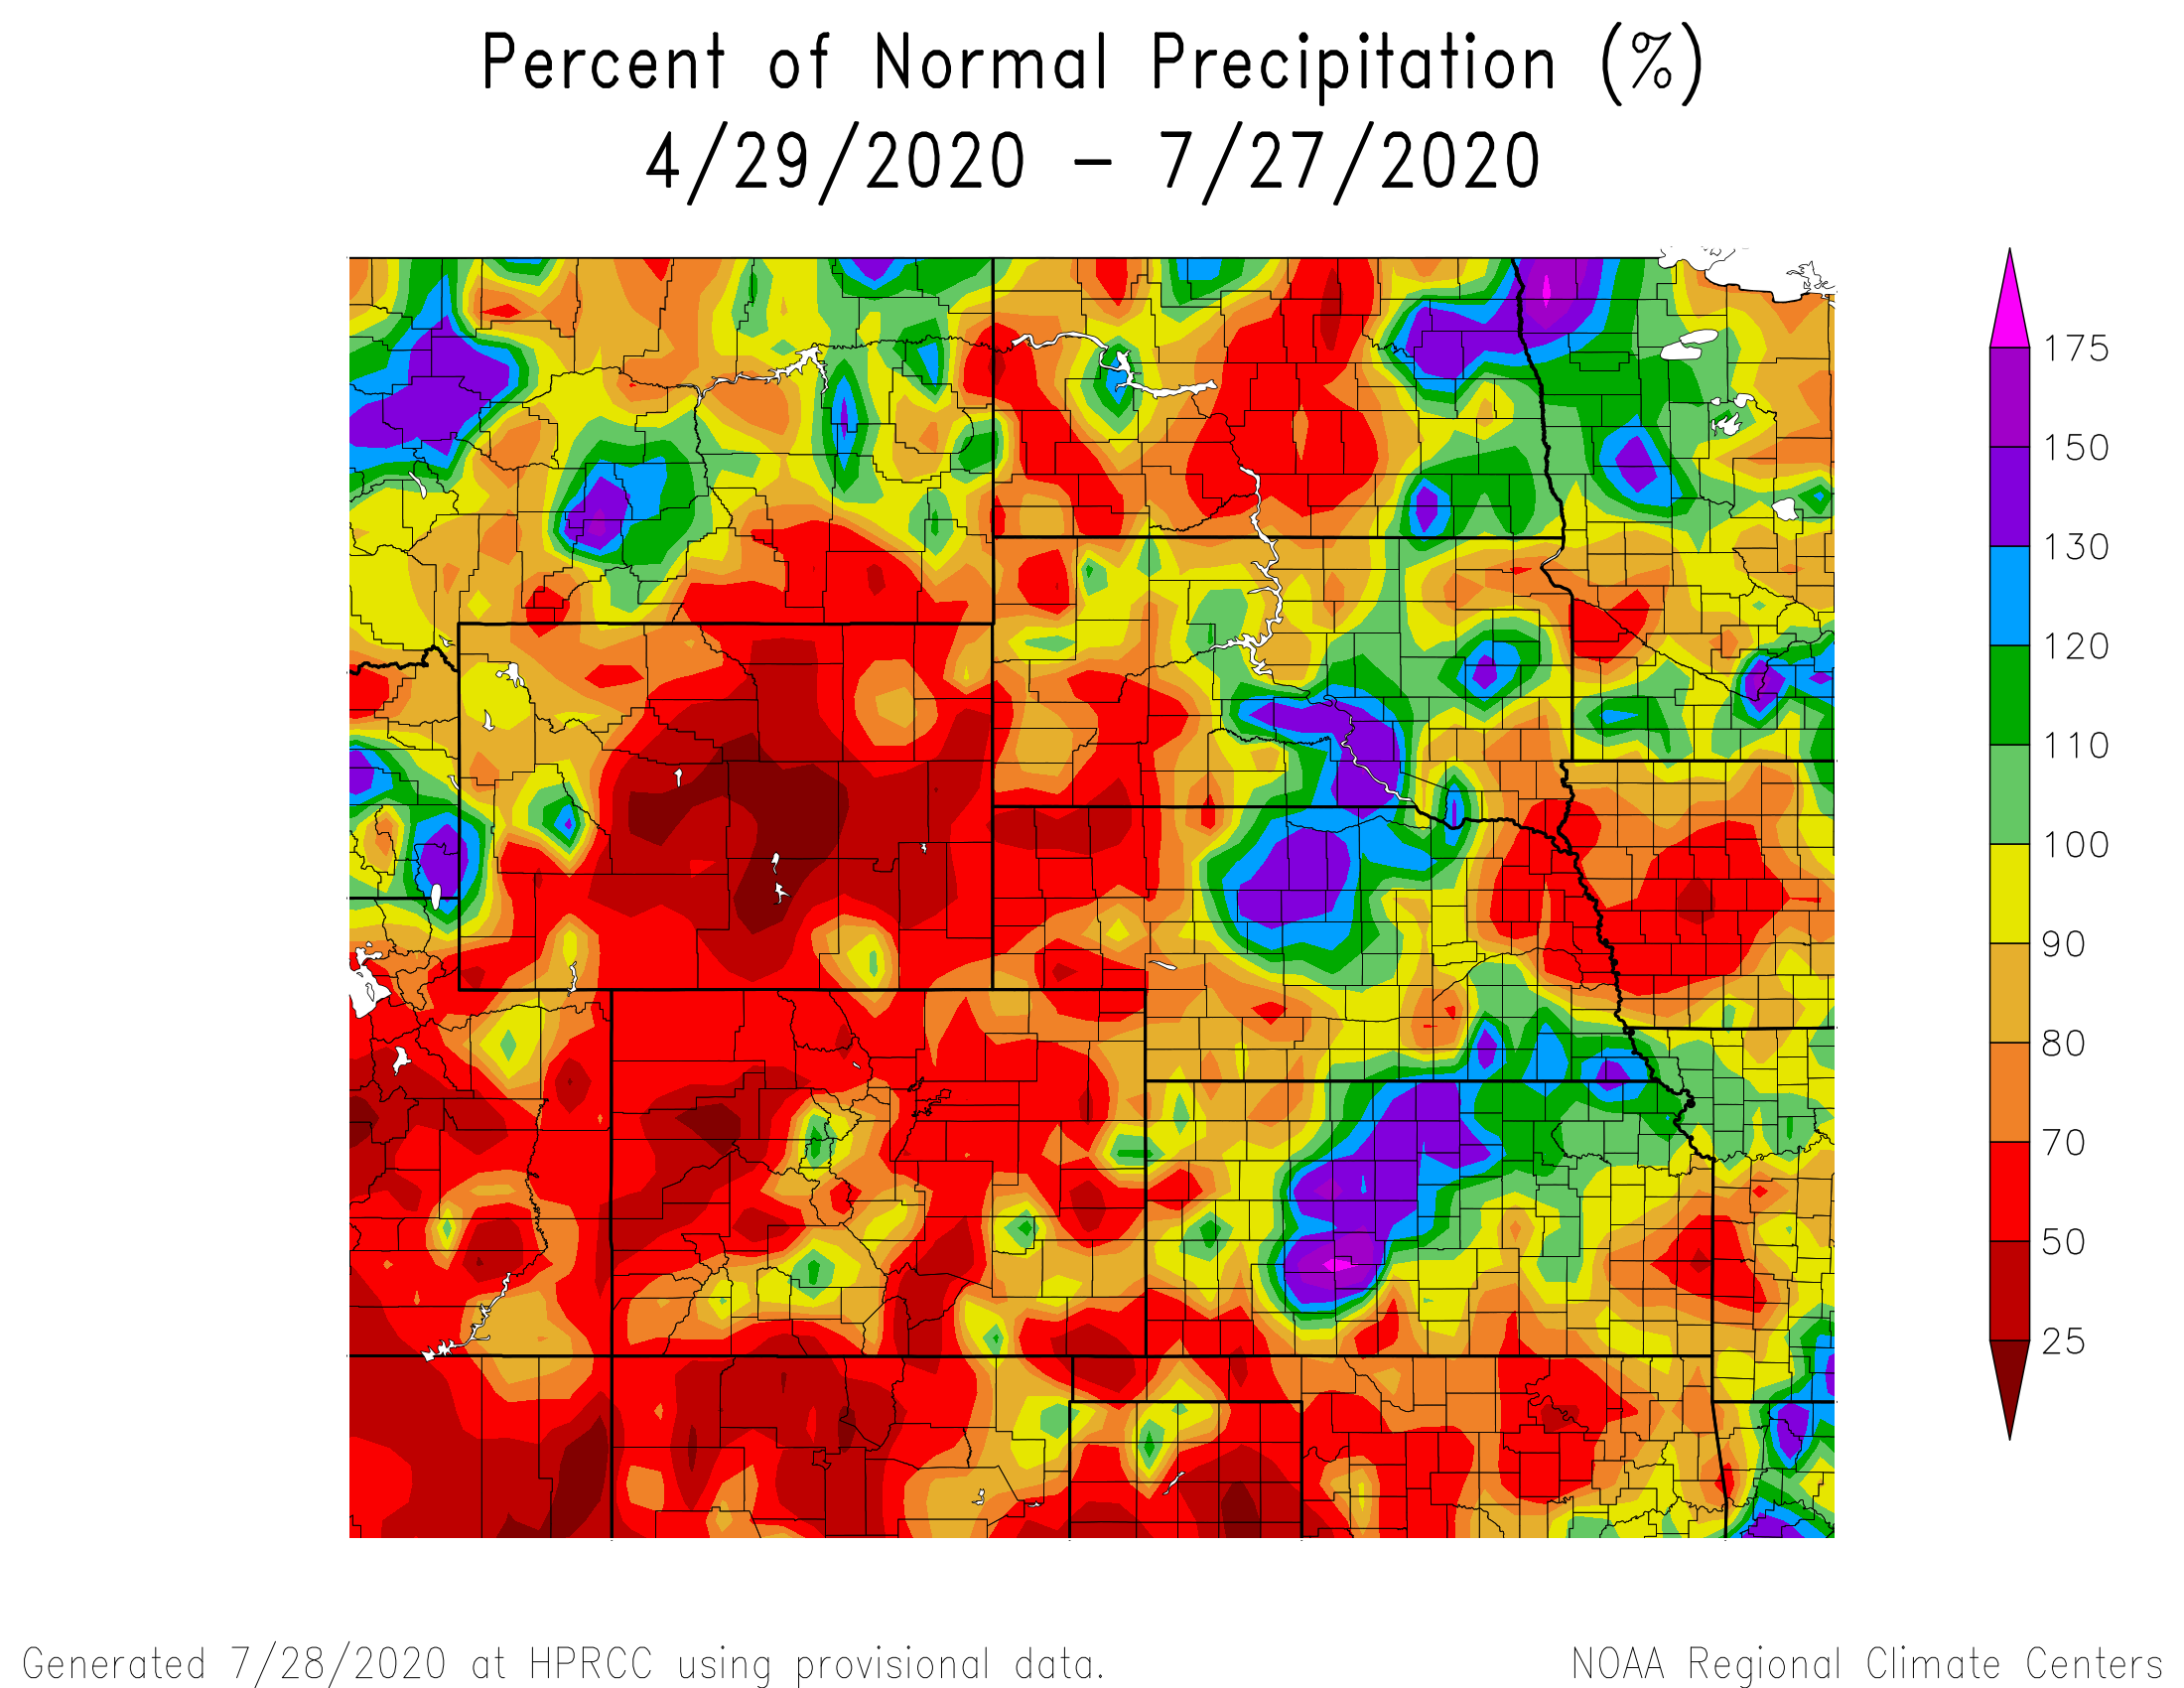 Percent of Normal Precipitation (%)
4/29/2020 – 7/27/2020
175
150
130
120
110
100
90
80
70
50
25
Generated 7/28/2020 at HPRCC using provisional data.
NOAA Regional Climate Centers